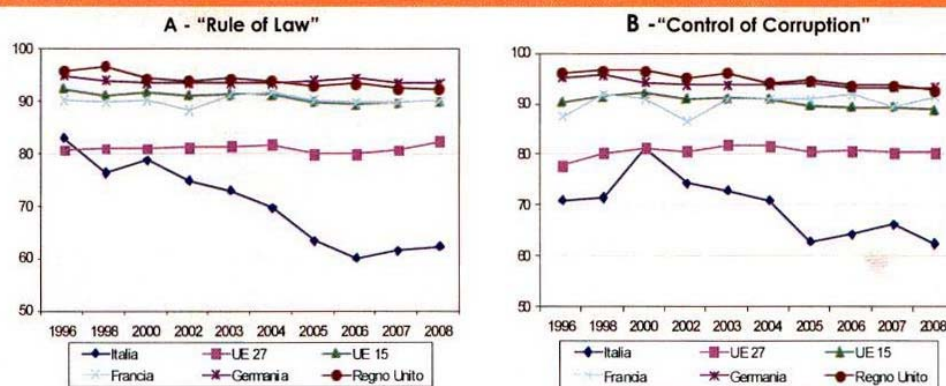 A - "Rule of Law"
100
90
80
70
60
50
1996 1998 2000 2002 2003 2004 2005 2006 2007 2008
Italia UE 27 UE 15
Francia Germania Regno Unito
B -"Control of Corruption"
100
90
80
70
60
50
1996 1998 2000 2002 2003 2004 2005 2006 2007 2008
Italia UE 27 UE 15
Francia Germania Regno Unito